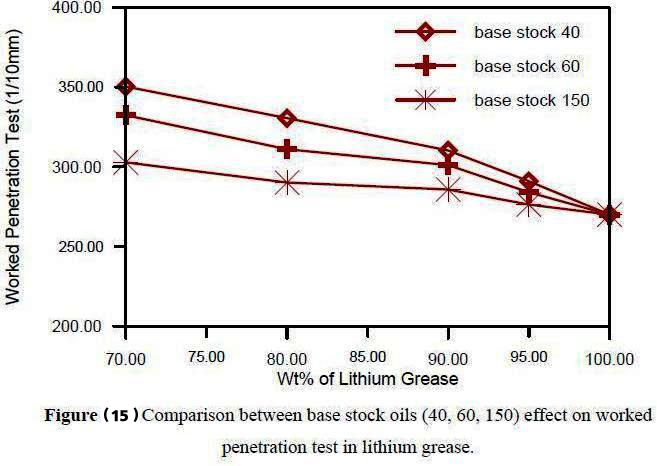 400.00
350.00
300.00
250.00
200.00
Worked Penetration Test (1/10mm)
base stock 40
base stock 60
base stock 150
70.00 75.00 80.00 85.00 90.00 95.00 100.00
Wt% of Lithium Grease
Figure (15) Comparison between base stock oils (40, 60, 150) effect on worked
penetration test in lithium grease.